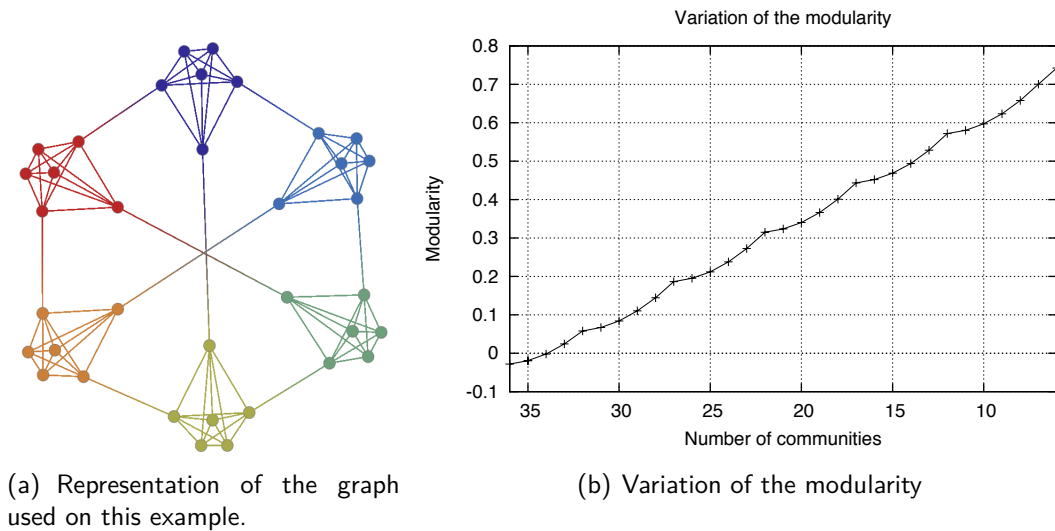 Variation of the modularity
0.8
0.7
0.6
0.5
0.4
0.3
0.2
0.1
0
-0.1
Modularity
35 30 25 20 15 10
Number of communities
(a) Representation of the graph
used on this example.
(b) Variation of the modularity